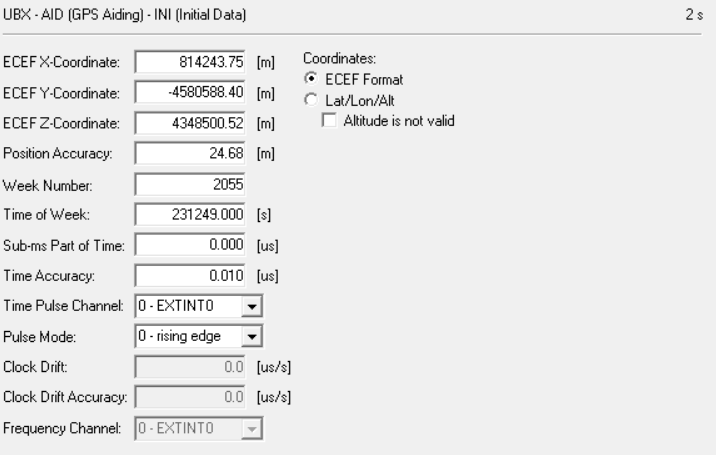 UBX - AID (GPS Aiding) - INI (Initial Data) 2 s
ECEF X-Coordinate: 814243.75 [m] Coordinates:
ECEF Format
ECEF Y-Coordinate: -4580588.40 [m]
Lat/Lon/Alt
ECEF Z-Coordinate: 4348500.52 [m] Altitude is not valid
Position Accuracy: 24.68 [m]
Week Number: 2055
Time of Week: 231249.000 [s]
Sub-ms Part of Time: 0.000 [us]
Time Accuracy: 0.010 [us]
Time Pulse Channel: 0 - EXTINT0
Pulse Mode: 0 - rising edge
Clock Drift: 0.0 [us/s]
Clock Drift Accuracy: 0.0 [us/s]
Frequency Channel: 0 - EXTINT0